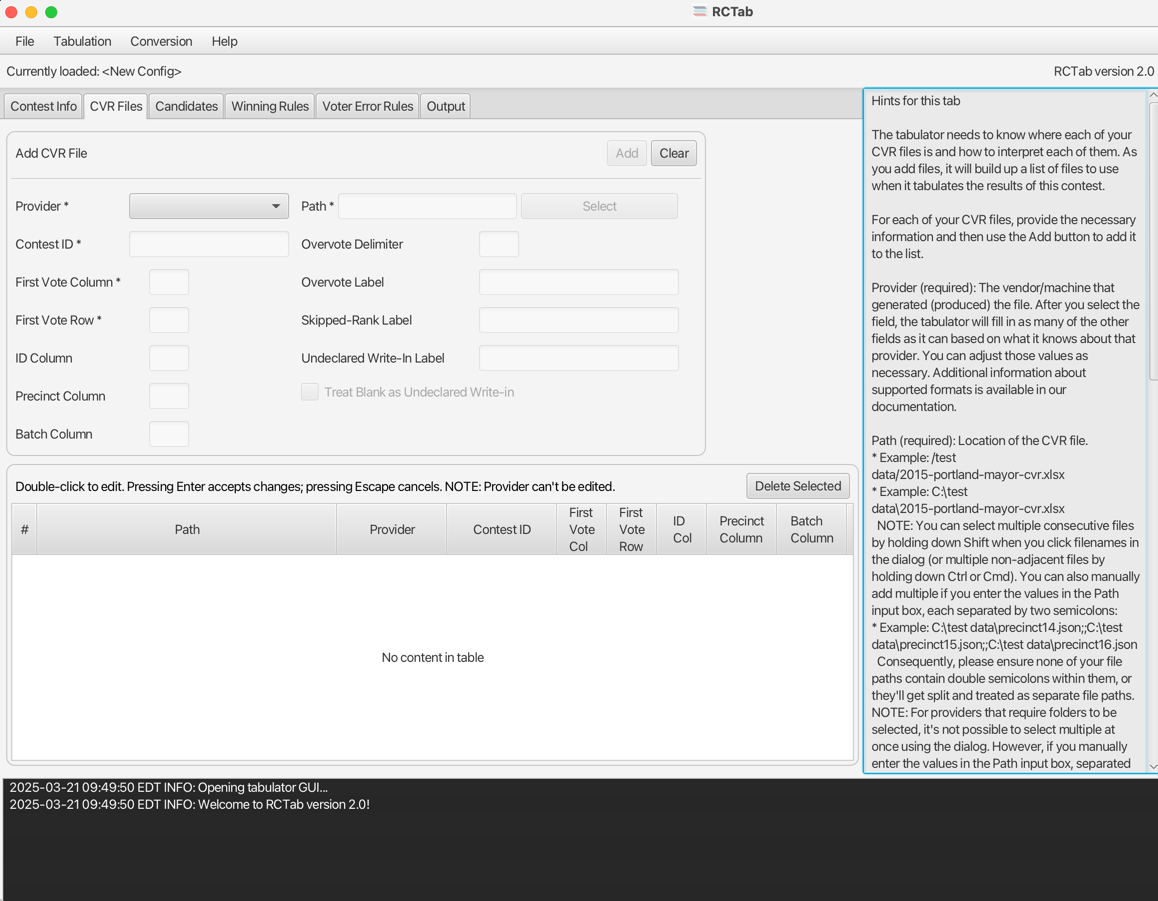 RCTab
File Tabulation Conversion Help
Currently loaded: <New Config>
RCTab version 2.0
Contest Info CVR Files Candidates Winning Rules Voter Error Rules Output
Add CVR File
Add Clear
Provider *
Path *
Select
Contest ID *
Overvote Delimiter
First Vote Column *
Overvote Label
First Vote Row *
Skipped-Rank Label
ID Column
Undeclared Write-In Label
Precinct Column
Treat Blank as Undeclared Write-in
Batch Column
Double-click to edit. Pressing Enter accepts changes; pressing Escape cancels. NOTE: Provider can't be edited.
Delete Selected
# Path Provider Contest ID
First
Vote
Col
First
Vote
Row
ID
Col
Precinct
Column
Batch
Column
No content in table
Hints for this tab
The tabulator needs to know where each of your
CVR files is and how to interpret each of them. As
you add files, it will build up a list of files to use
when it tabulates the results of this contest.
For each of your CVR files, provide the necessary
information and then use the Add button to add it
to the list.
Provider (required): The vendor/machine that
generated (produced) the file. After you select the
field, the tabulator will fill in as many of the other
fields as it can based on what it knows about that
provider. You can adjust those values as
necessary. Additional information about
supported formats is available in our
documentation.
Path (required): Location of the CVR file.
* Example: /test
data/2015-portland-mayor-cvr.xlsx
* Example: C:\test
data\2015-portland-mayor-cvr.xlsx
NOTE: You can select multiple consecutive files
by holding down Shift when you click filenames in
the dialog (or multiple non-adjacent files by
holding down Ctrl or Cmd). You can also manually
add multiple if you enter the values in the Path
input box, each separated by two semicolons:
* Example: C:\test data\precinct14.json;;C:\test
data\precinct15.json;;C:\test data\precinct16.json
Consequently, please ensure none of your file
paths contain double semicolons within them, or
they'll get split and treated as separate file paths.
NOTE: For providers that require folders to be
selected, it's not possible to select multiple at
once using the dialog. However, if you manually
enter the values in the Path input box, separated
2025-03-21 09:49:50 EDT INFO: Opening tabulator GUI...
2025-03-21 09:49:50 EDT INFO: Welcome to RCTab version 2.0!